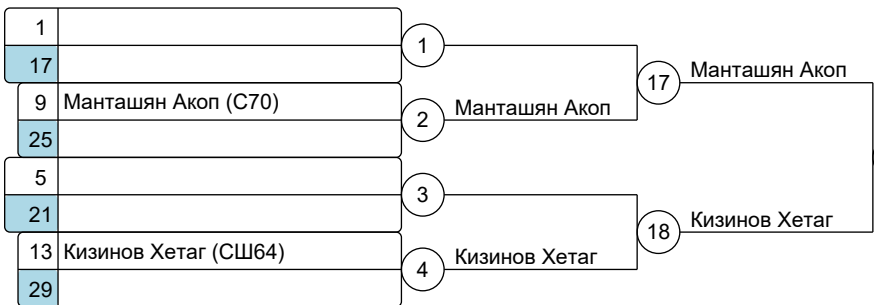 1
17
1
17
Манташян Акоп
9 Манташян Акоп (С70)
25
2
Манташян Акоп
5
21
3
18
Кизинов Хетаг
13 Кизинов Хетаг (СШ64)
29
4
Кизинов Хетаг